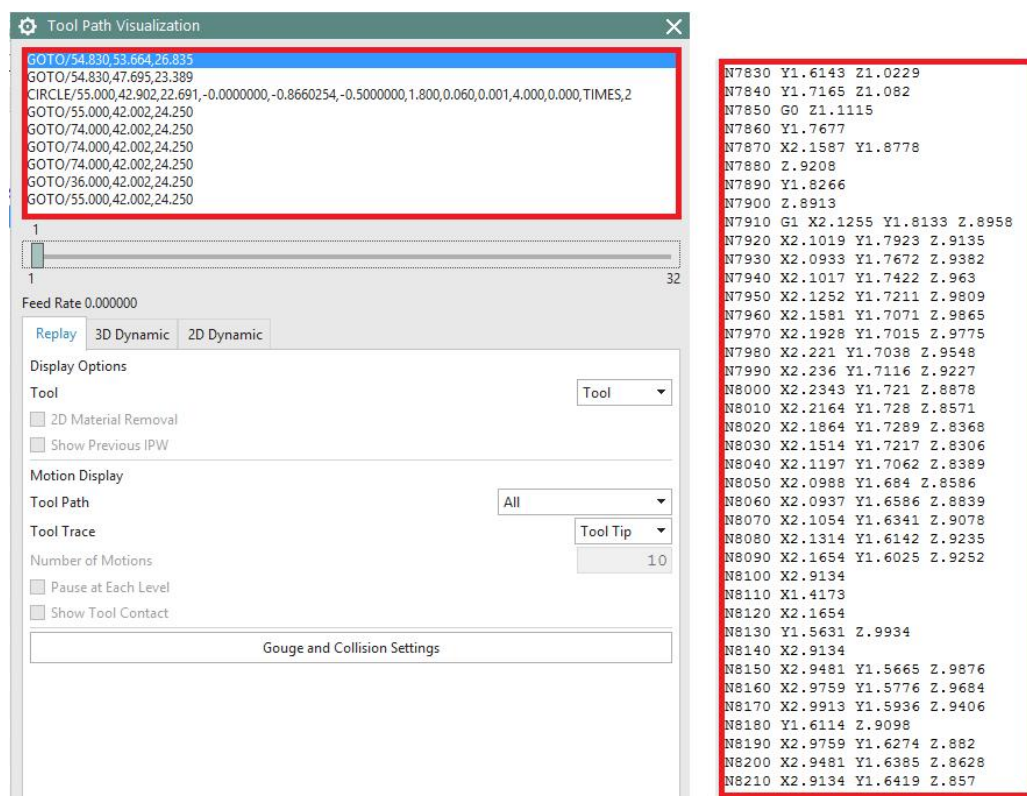 Tool Path Visualization
GOTO/54.830,53.664,26.835
GOTO/54.830,47.695,23.389
CIRCLE/55.000,42.902,22.691,-0.0000000,-0.8660254,-0.5000000,1.800,0.060,0.001,4.000,0.000,TIMES,2
GOTO/55.000,42.002,24.250
GOTO/74.000,42.002,24.250
GOTO/74.000,42.002,24.250
GOTO/74.000,42.002,24.250
GOTO/36.000,42.002,24.250
GOTO/55.000,42.002,24.250
1
1 32
Feed Rate 0.000000
Replay 3D Dynamic 2D Dynamic
Display Options
Tool Tool
2D Material Removal
Show Previous IPW
Motion Display
Tool Path All
Tool Trace Tool Tip
Number of Motions 10
Pause at Each Level
Show Tool Contact
Gouge and Collision Settings
N7830 Y1.6143 Z1.0229
N7840 Y1.7165 Z1.082
N7850 G0 Z1.1115
N7860 Y1.7677
N7870 X2.1587 Y1.8778
N7880 Z.9208
N7890 Y1.8266
N7900 Z.8913
N7910 G1 X2.1255 Y1.8133 Z.8958
N7920 X2.1019 Y1.7923 Z.9135
N7930 X2.0933 Y1.7672 Z.9382
N7940 X2.1017 Y1.7422 Z.963
N7950 X2.1252 Y1.7211 Z.9809
N7960 X2.1581 Y1.7071 Z.9865
N7970 X2.1928 Y1.7015 Z.9775
N7980 X2.221 Y1.7038 Z.9548
N7990 X2.236 Y1.7116 Z.9227
N8000 X2.2343 Y1.721 Z.8878
N8010 X2.2164 Y1.728 Z.8571
N8020 X2.1864 Y1.7289 Z.8368
N8030 X2.1514 Y1.7217 Z.8306
N8040 X2.1197 Y1.7062 Z.8389
N8050 X2.0988 Y1.684 Z.8586
N8060 X2.0937 Y1.6586 Z.8839
N8070 X2.1054 Y1.6341 Z.9078
N8080 X2.1314 Y1.6142 Z.9235
N8090 X2.1654 Y1.6025 Z.9252
N8100 X2.9134
N8110 X1.4173
N8120 X2.1654
N8130 Y1.5631 Z.9934
N8140 X2.9134
N8150 X2.9481 Y1.5665 Z.9876
N8160 X2.9759 Y1.5776 Z.9684
N8170 X2.9913 Y1.5936 Z.9406
N8180 Y1.6114 Z.9098
N8190 X2.9759 Y1.6274 Z.882
N8200 X2.9481 Y1.6385 Z.8628
N8210 X2.9134 Y1.6419 Z.857